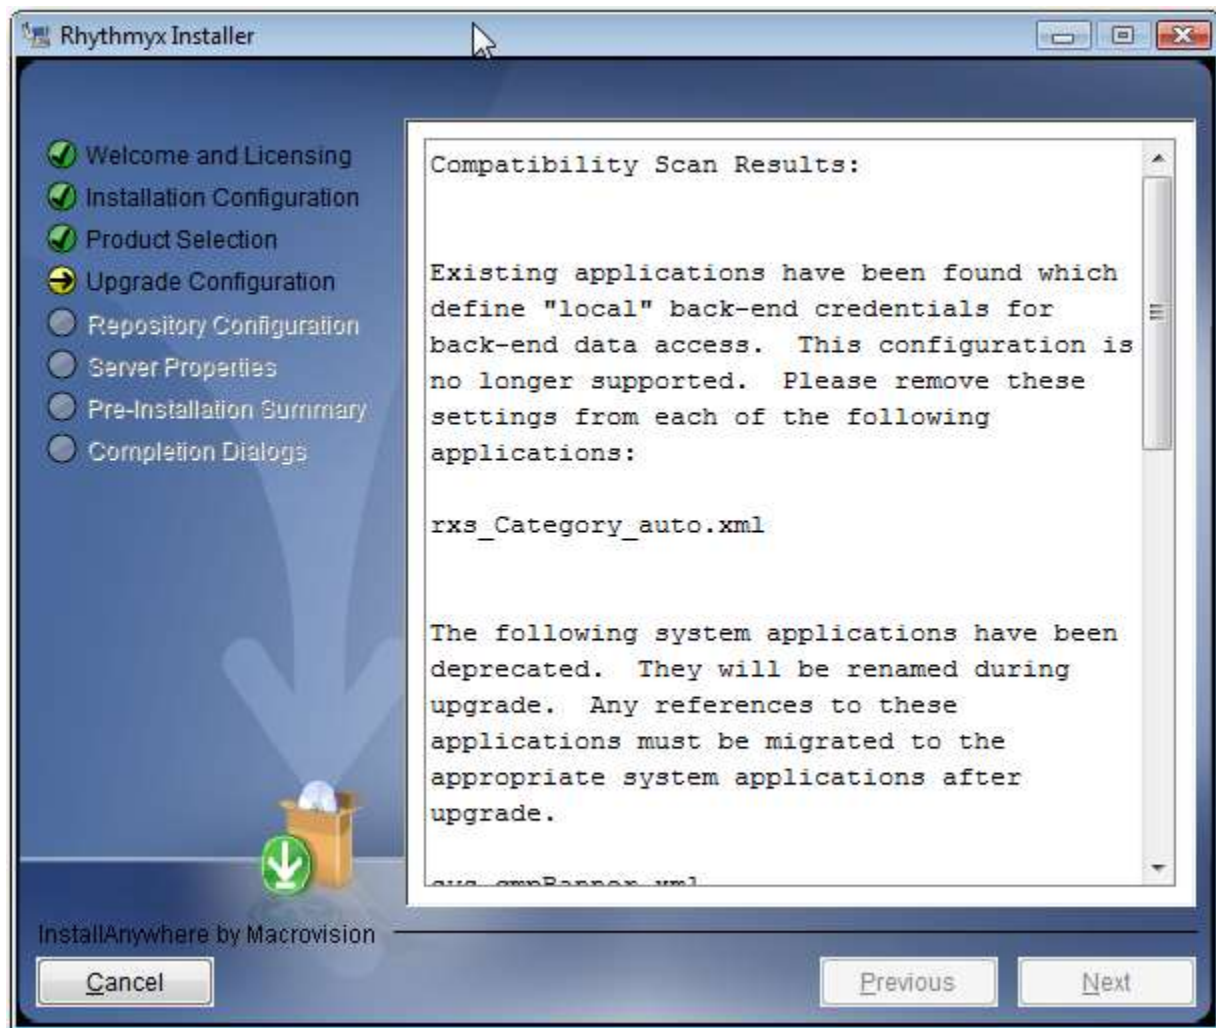 Rhythmyx Installer
Welcome and Licensing
Installation Configuration
Product Selection
Upgrade Configuration
Repository Configuration
Server Properties
Pre-Installation Summary
Completion Dialogs
Compatibility Scan Results:
Existing applications have been found which
define "local" back-end credentials for
back-end data access.  This configuration is
no longer supported.  Please remove these
settings from each of the following
applications:
rxs_Category_auto.xml
The following system applications have been
deprecated.  They will be renamed during
upgrade.  Any references to these
applications must be migrated to the
appropriate system applications after
upgrade.
InstallAnywhere by Macrovision
Cancel
Previous
Next